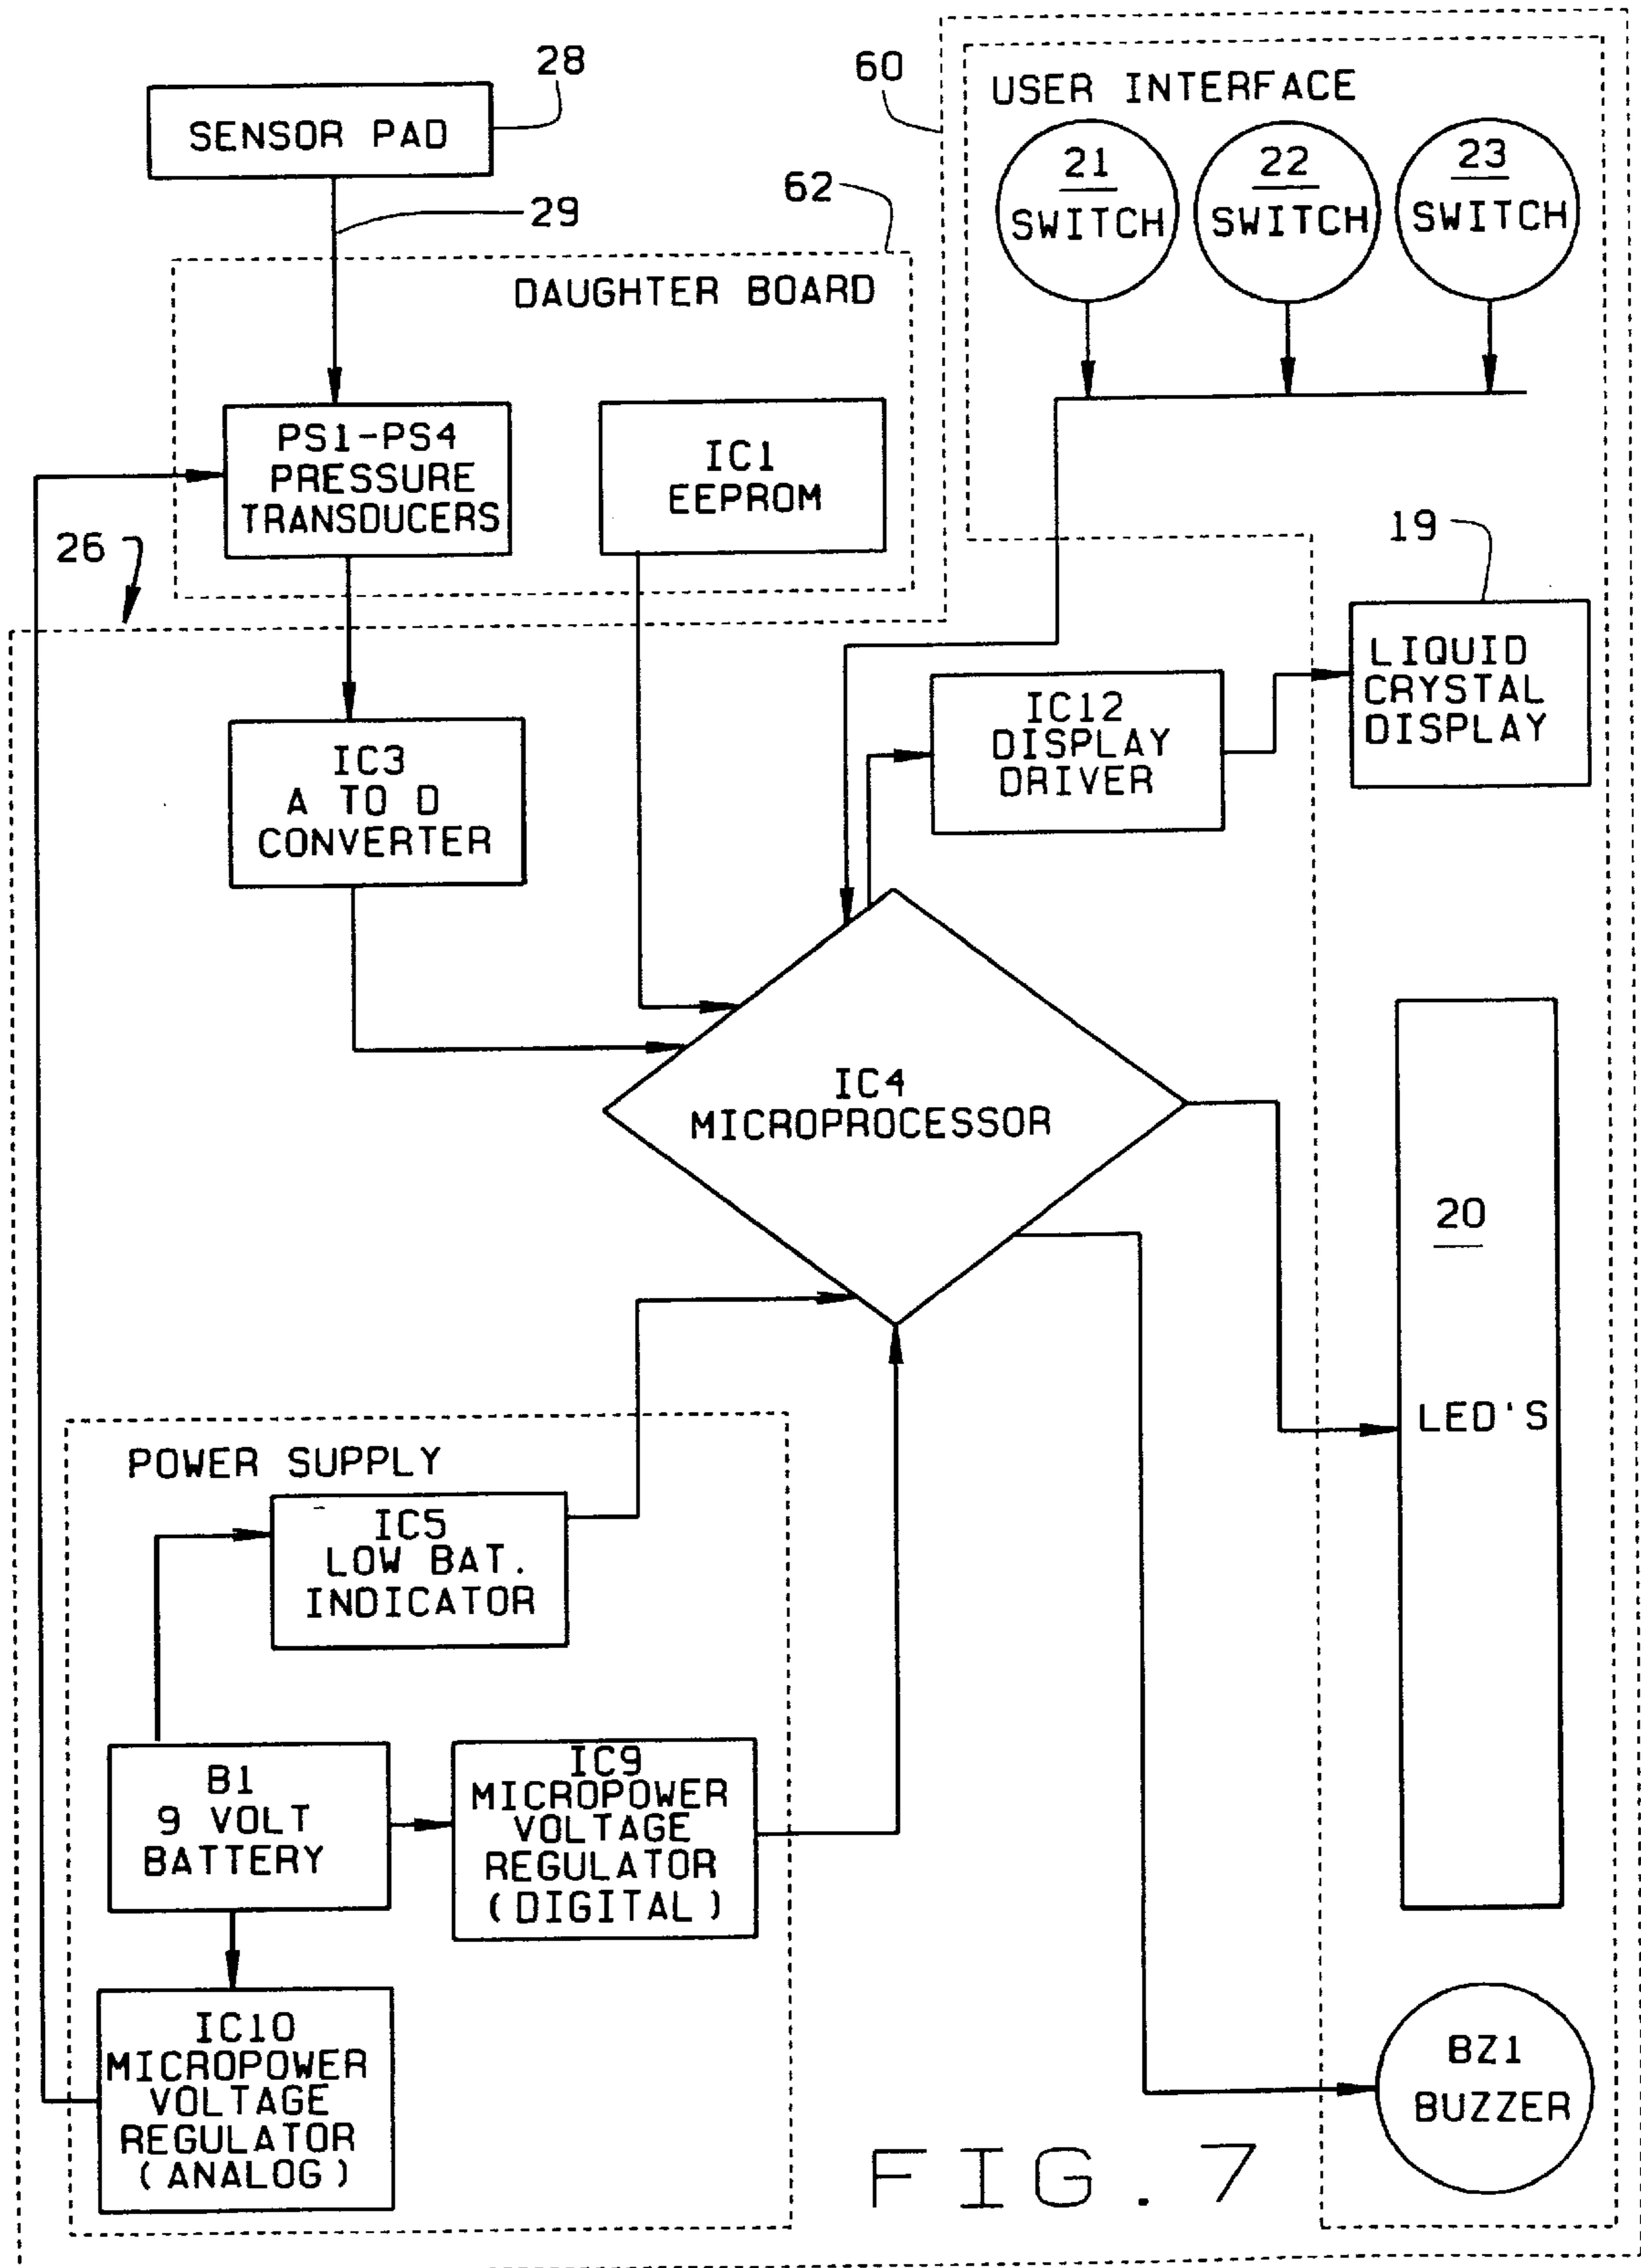 28
60
USER INTERFACE
SENSOR PAD
21
SWITCH
22
SWITCH
23
SWITCH
62
29
DAUGHTER BOARD
PS1-PS4
PRESSURE
TRANSDUCERS
IC1
EEPROM
26
19
LIQUID
CRYSTAL
DISPLAY
IC12
DISPLAY
DRIVER
IC3
A TO D
CONVERTER
IC4
MICROPROCESSOR
20
LED'S
POWER SUPPLY
IC5
LOW BAT.
INDICATOR
B1
9 VOLT
BATTERY
IC9
MICROPOWER
VOLTAGE
REGULATOR
(DIGITAL)
IC10
MICROPOWER
VOLTAGE
REGULATOR
(ANALOG)
BZ1
BUZZER
FIG. 7